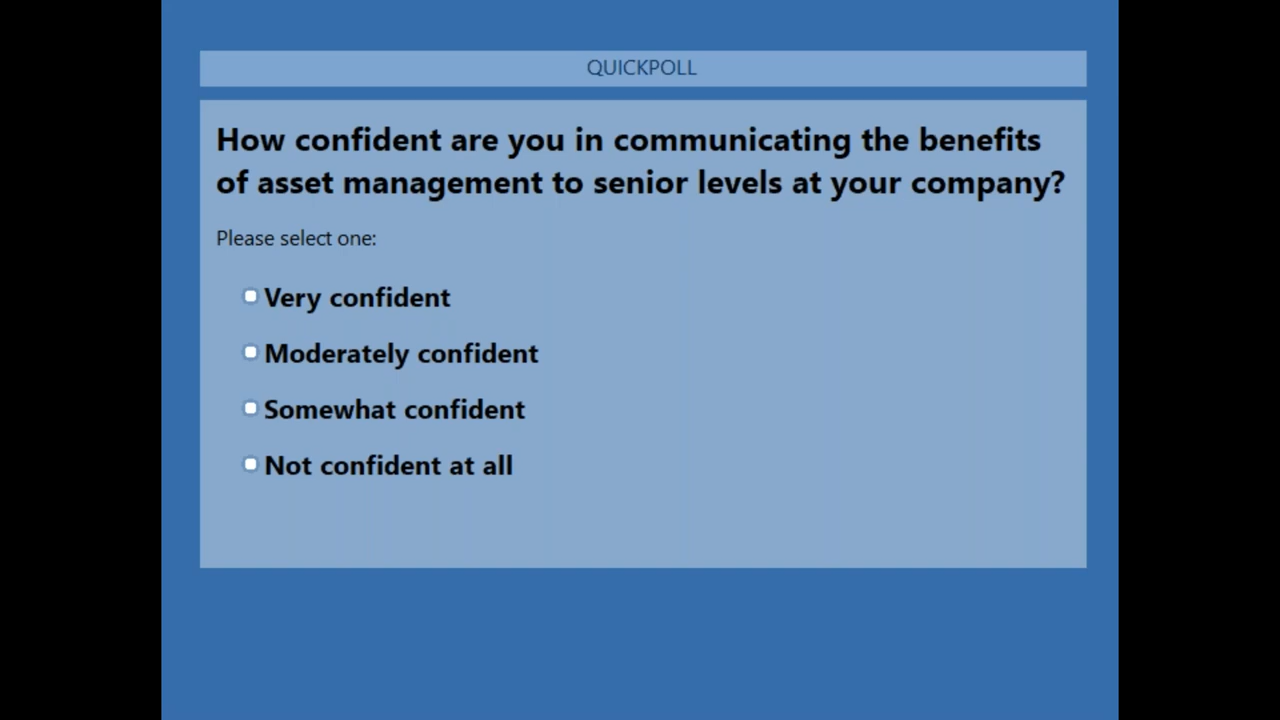 QUICKPOLL
How confident are you in communicating the benefits
of asset management to senior levels at your company?
Please select one:
Very confident
Moderately confident
Somewhat confident
Not confident at all